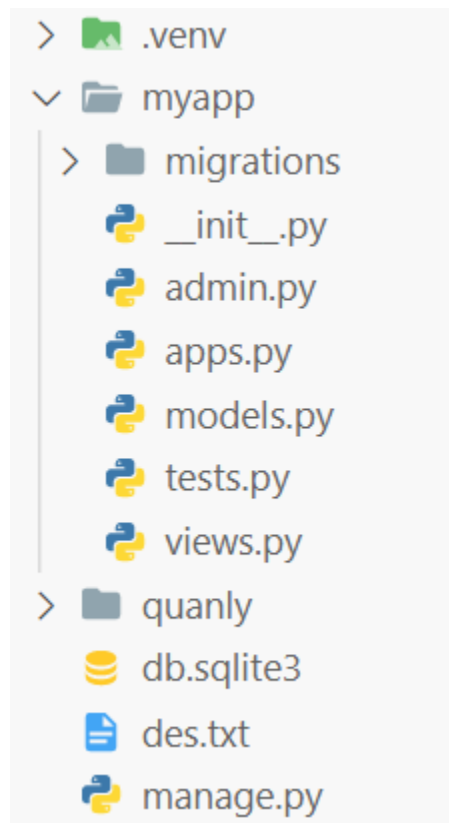 .venv
myapp
migrations
__init__.py
admin.py
apps.py
models.py
tests.py
views.py
quanly
db.sqlite3
des.txt
manage.py